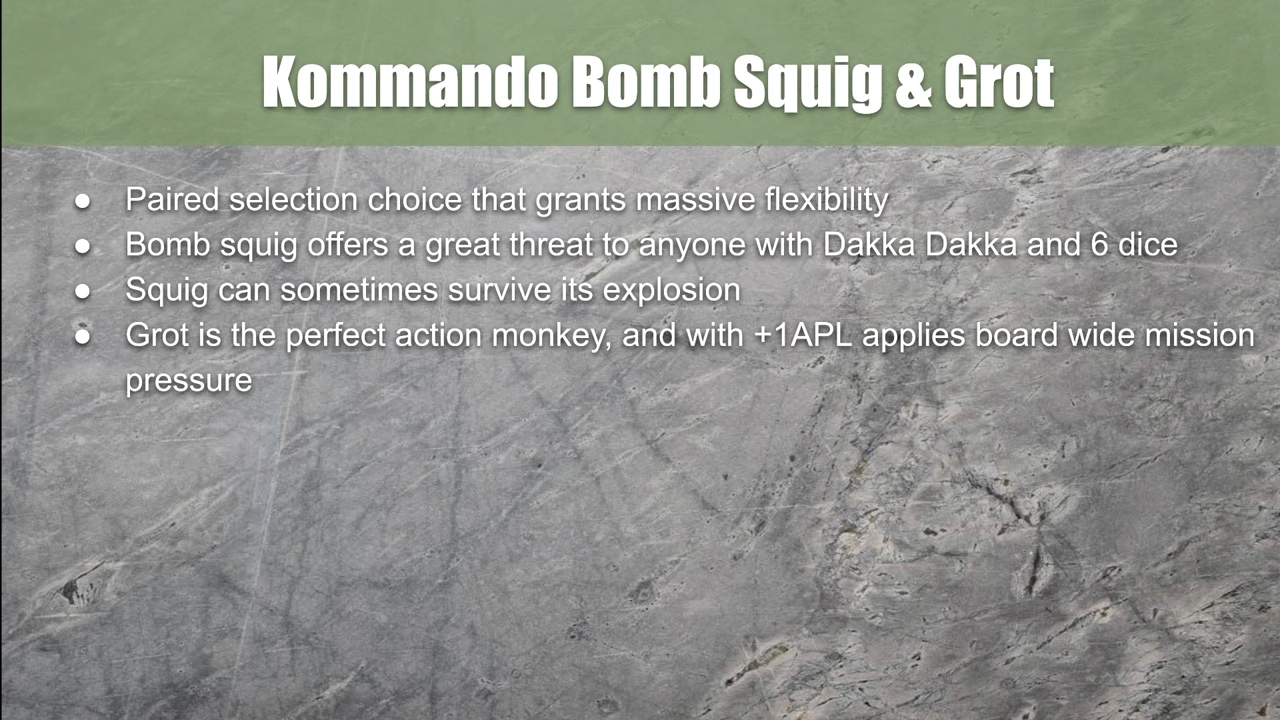 Kommando Bomb Squig & Grot
● Paired selection choice that grants massive flexibility
● Bomb squig offers a great threat to anyone with Dakka Dakka and 6 dice
● Squig can sometimes survive its explosion
● Grot is the perfect action monkey, and with +1APL applies board wide mission
pressure